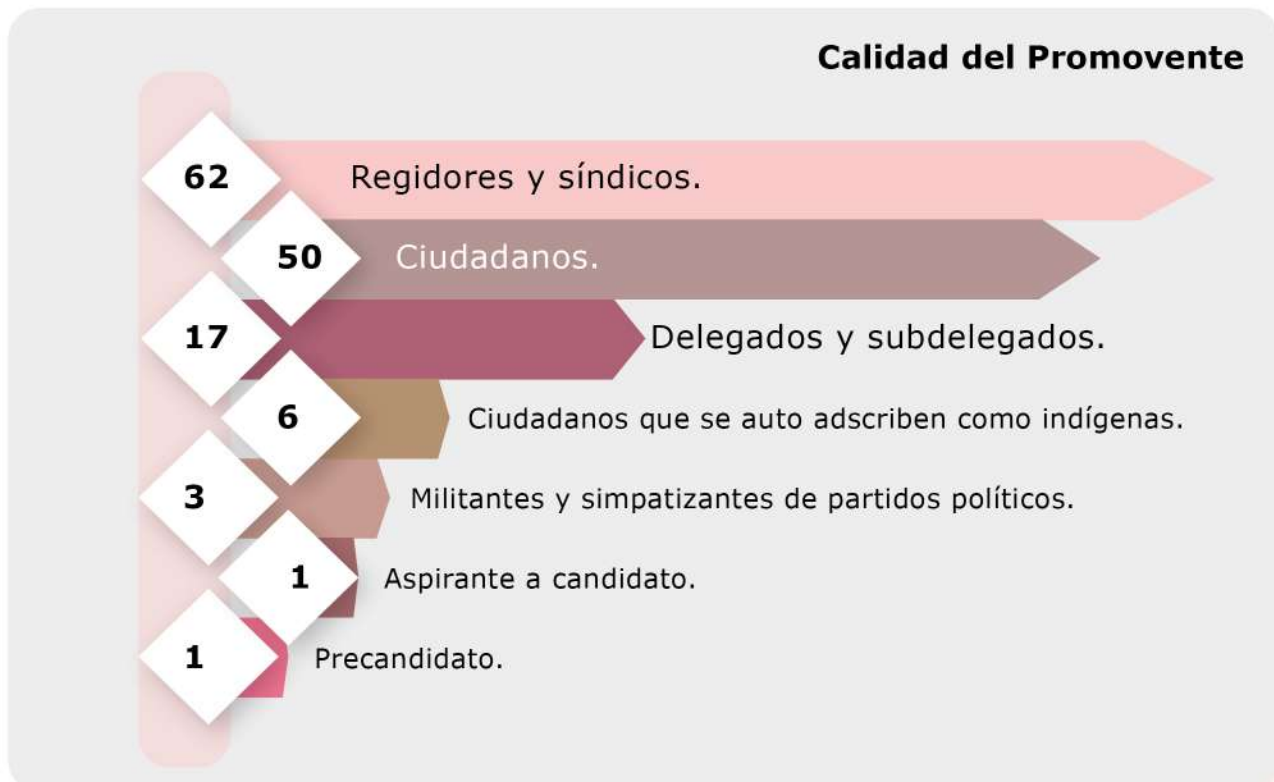 Calidad del Promovente
62 Regidores y síndicos.
50 Ciudadanos.
17 Delegados y subdelegados.
6 Ciudadanos que se auto adscriben como indígenas.
3 Militantes y simpatizantes de partidos políticos.
1 Aspirante a candidato.
1 Precandidato.